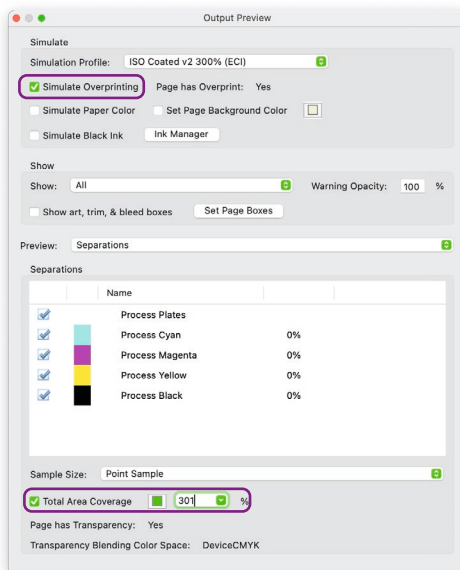 Output Preview
Simulate
Simulation Profile: ISO Coated v2 300% (ECI)
Simulate Overprinting Page has Overprint: Yes
Simulate Paper Color Set Page Background Color
Simulate Black Ink Ink Manager
Show
Show: All Warning Opacity: 100 %
Show art, trim, & bleed boxes Set Page Boxes
Preview: Separations
Separations
Name
Process Plates
Process Cyan 0%
Process Magenta 0%
Process Yellow 0%
Process Black 0%
Sample Size: Point Sample
Total Area Coverage 301 %
Page has Transparency: Yes
Transparency Blending Color Space: DeviceCMYK